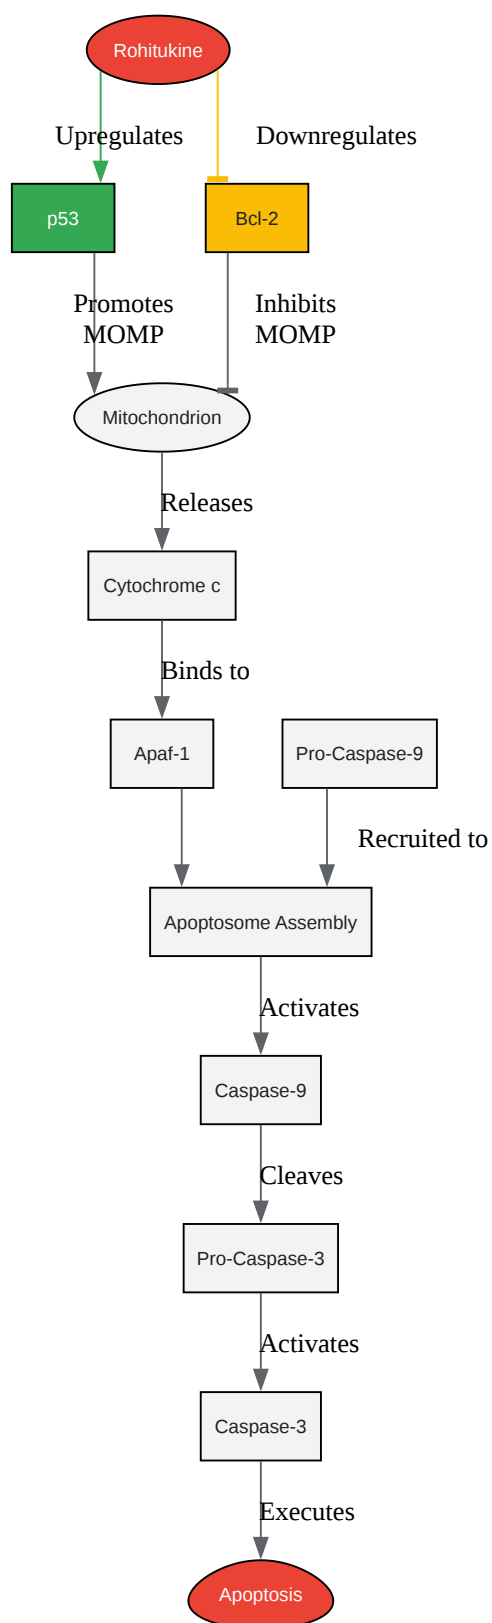 Rohitukine
Upregulates
Downregulates
p53
Bcl-2
Promotes
MOMP
Inhibits
MOMP
Mitochondrion
Releases
Cytochrome c
Binds to
Apaf-1
Pro-Caspase-9
Recruited to
Apoptosome Assembly
Activates
Caspase-9
Cleaves
Pro-Caspase-3
Activates
Caspase-3
Executes
Apoptosis